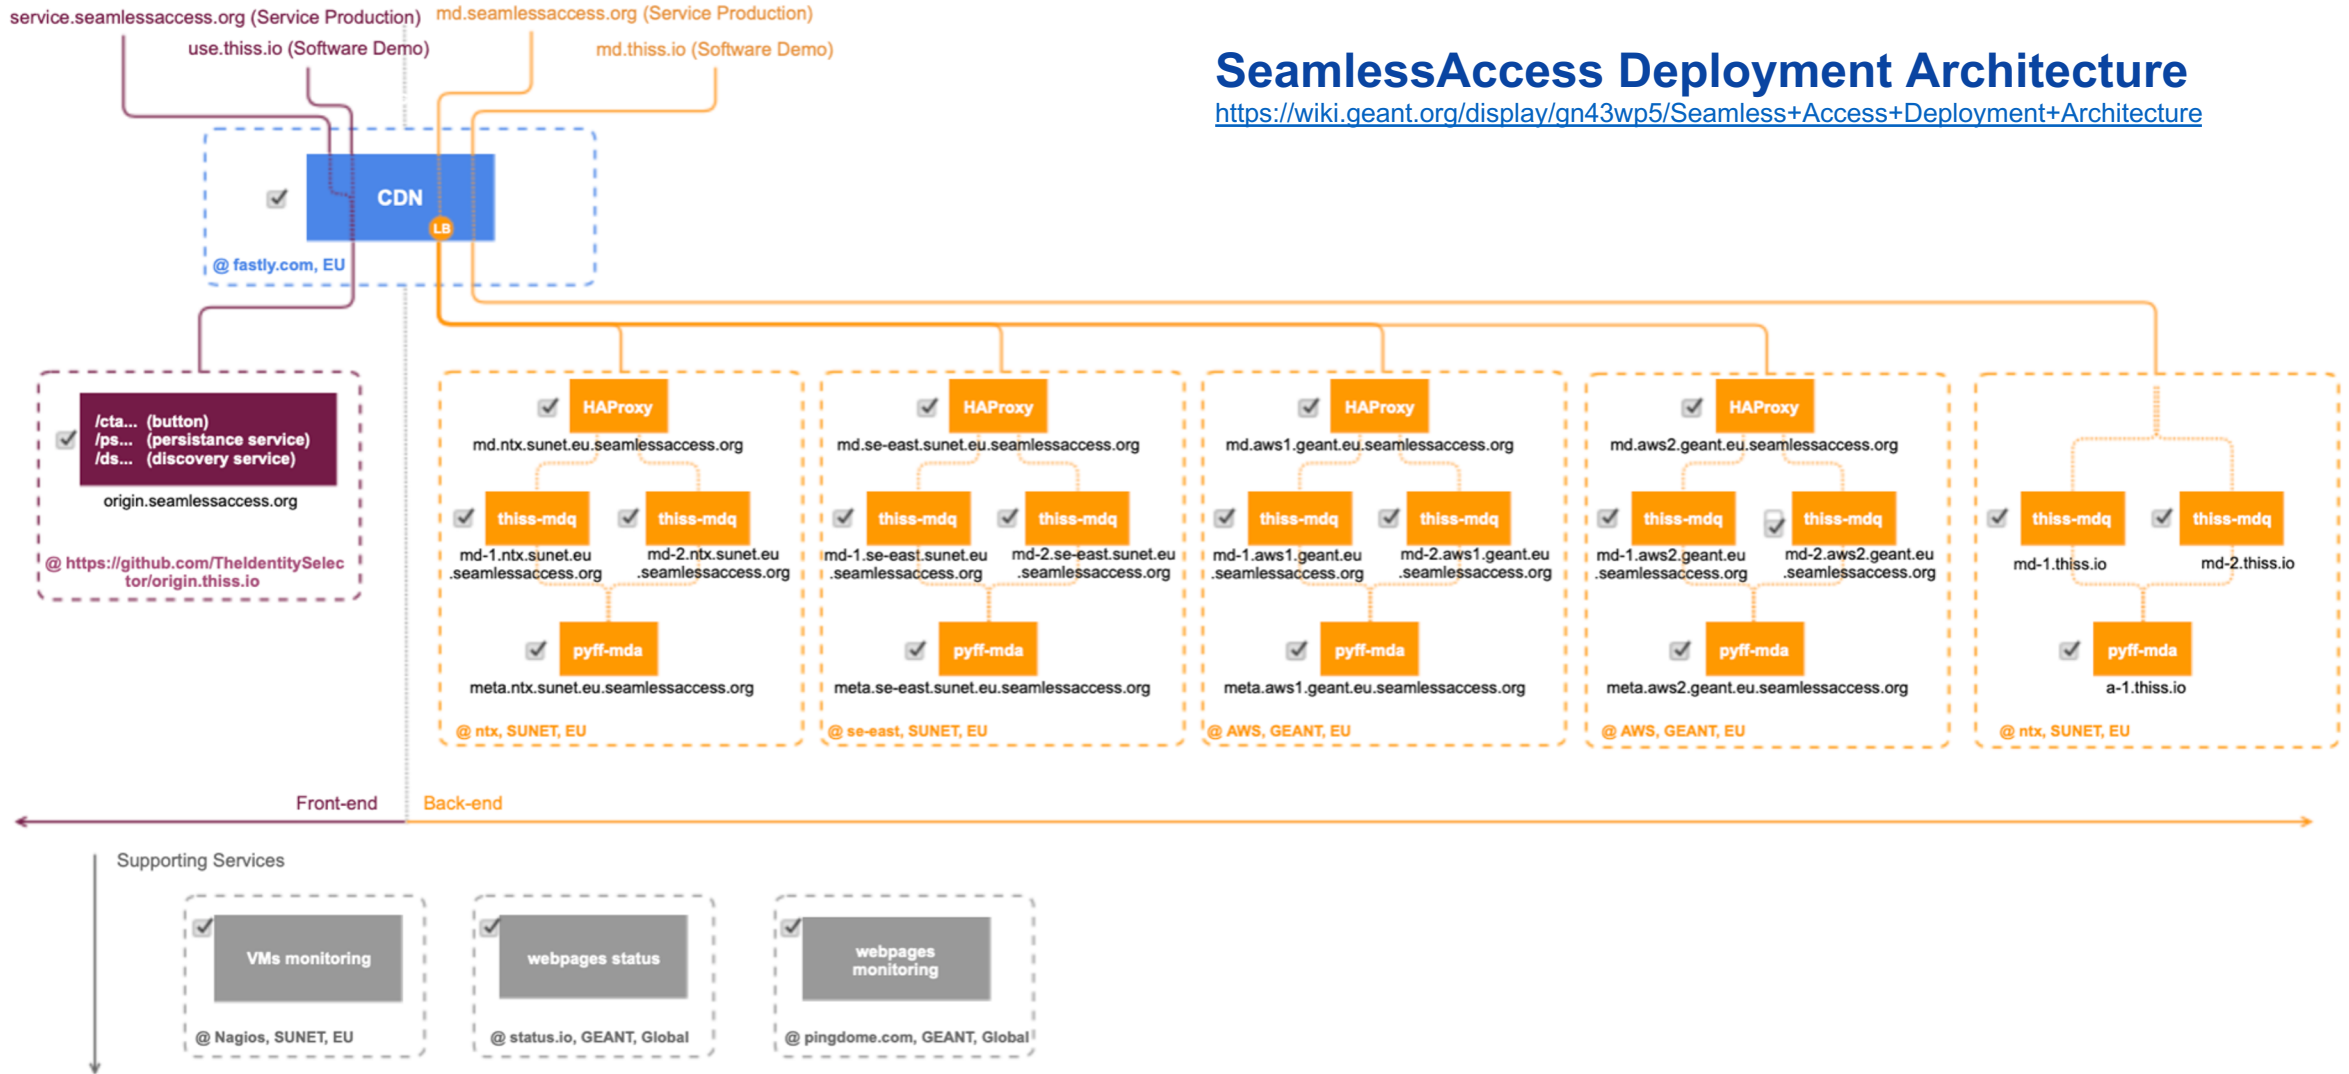 service.seamlessaccess.org (Service Production)
use.thiss.io (Software Demo)
md.seamlessaccess.org (Service Production)
md.thiss.io (Software Demo)
SeamlessAccess Deployment Architecture
https://wiki.geant.org/display/gn43wp5/Seamless+Access+Deployment+Architecture
CDN
LB
@ fastly.com, EU
/cta... (button)
/ps... (persistance service)
/ds... (discovery service)
origin.seamlessaccess.org
@ https://github.com/TheIdentitySelec
tor/origin.thiss.io
HAProxy
md.ntx.sunet.eu.seamlessaccess.org
thiss-mdq
thiss-mdq
md-1.ntx.sunet.eu
.seamlessaccess.org
md-2.ntx.sunet.eu
.seamlessaccess.org
pyff-mda
meta.ntx.sunet.eu.seamlessaccess.org
@ ntx, SUNET, EU
HAProxy
md.se-east.sunet.eu.seamlessaccess.org
thiss-mdq
thiss-mdq
md-1.se-east.sunet.eu
.seamlessaccess.org
md-2.se-east.sunet.eu
.seamlessaccess.org
pyff-mda
meta.se-east.sunet.eu.seamlessaccess.org
@ se-east, SUNET, EU
HAProxy
md.aws1.geant.eu.seamlessaccess.org
thiss-mdq
thiss-mdq
md-1.aws1.geant.eu
.seamlessaccess.org
md-2.aws1.geant.eu
.seamlessaccess.org
pyff-mda
meta.aws1.geant.eu.seamlessaccess.org
@ AWS, GEANT, EU
HAProxy
md.aws2.geant.eu.seamlessaccess.org
thiss-mdq
thiss-mdq
md-1.aws2.geant.eu
.seamlessaccess.org
md-2.aws2.geant.eu
.seamlessaccess.org
pyff-mda
meta.aws2.geant.eu.seamlessaccess.org
@ AWS, GEANT, EU
thiss-mdq
thiss-mdq
md-1.thiss.io
md-2.thiss.io
pyff-mda
a-1.thiss.io
@ ntx, SUNET, EU
Front-end
Back-end
Supporting Services
VMs monitoring
@ Nagios, SUNET, EU
webpages status
@ status.io, GEANT, Global
webpages
monitoring
@ pingdome.com, GEANT, Global